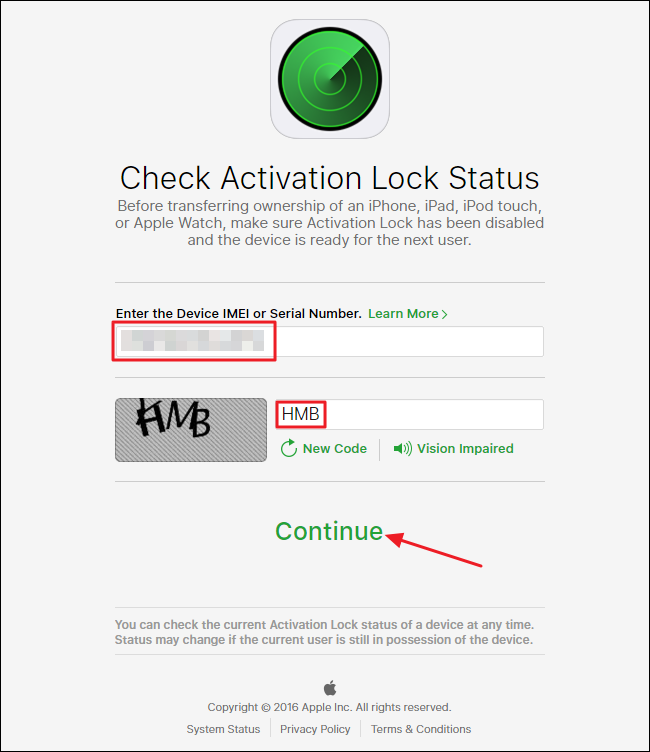 Check Activation Lock Status
Before transferring ownership of an iPhone, iPad, iPod touch,
or Apple Watch, make sure Activation Lock has been disabled
and the device is ready for the next user.
Enter the Device IMEI or Serial Number. Learn More >
HMB HMB
New Code Vision Impaired
Continue
You can check the current Activation Lock status of a device at any time.
Status may change if the current user is still in possession of the device.
Copyright © 2016 Apple Inc. All rights reserved.
System Status Privacy Policy Terms & Conditions